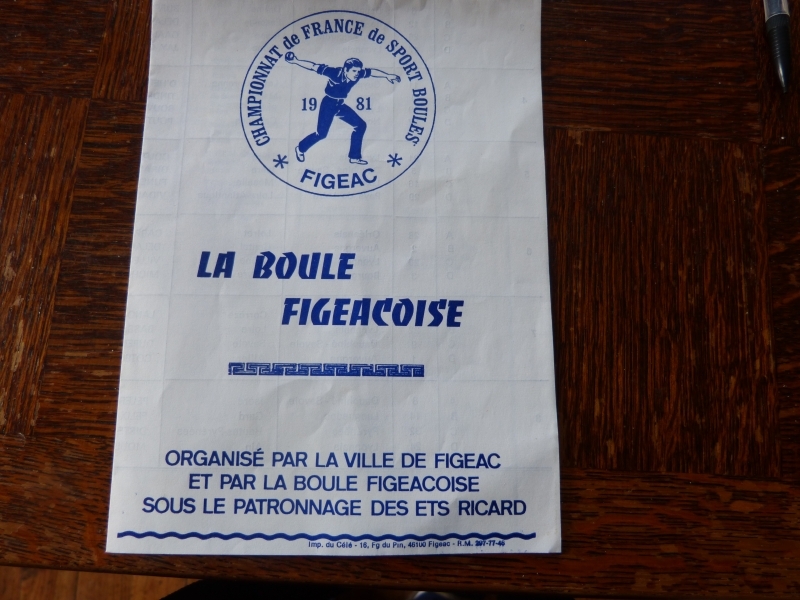 CHAMPIONNAT de FRANCE de SPORT BOULES
19 81
* FIGEAC *
LA BOULE
FIGEACOISE
ORGANISÉ PAR LA VILLE DE FIGEAC
ET PAR LA BOULE FIGEACOISE
SOUS LE PATRONNAGE DES ETS RICARD
Imp. du Célé - 16, Fg du Pin, 46100 Figeac - R.M.